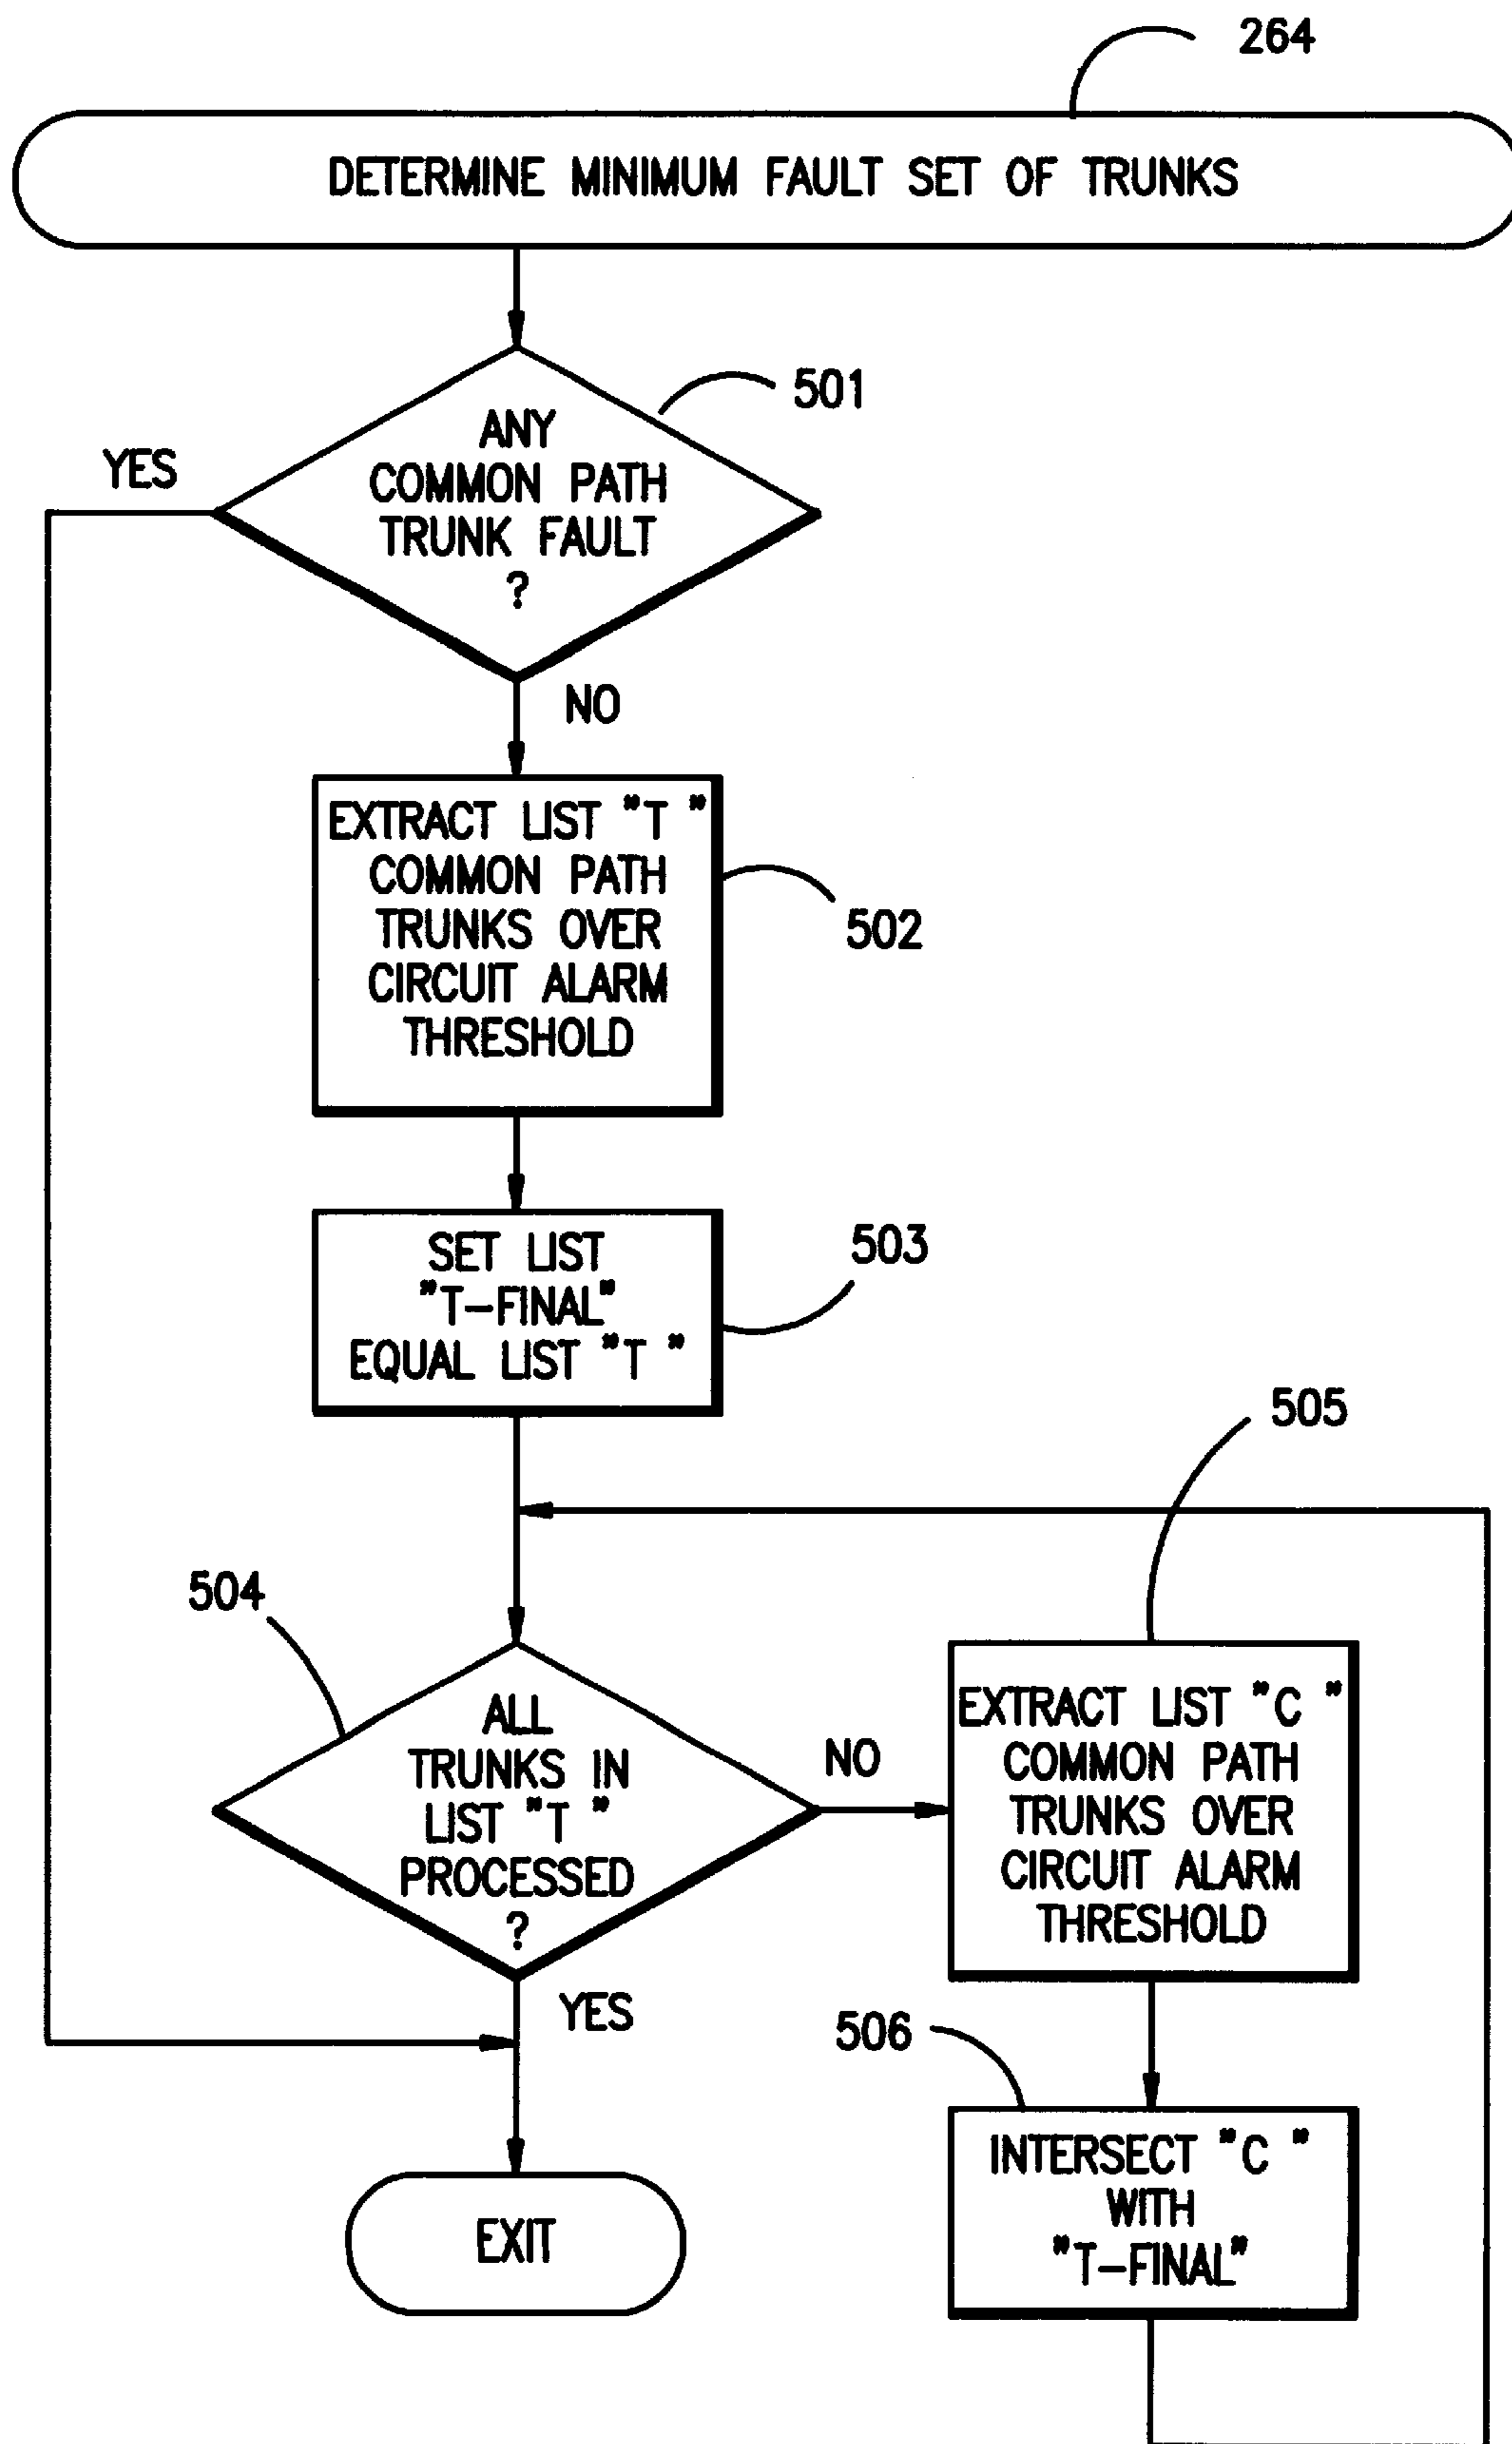 264
DETERMINE MINIMUM FAULT SET OF TRUNKS
501
ANY
COMMON PATH
TRUNK FAULT
?
YES
NO
EXTRACT LIST "T "
COMMON PATH
TRUNKS OVER
CIRCUIT ALARM
THRESHOLD
502
SET LIST
"T-FINAL"
EQUAL LIST "T "
503
504
ALL
TRUNKS IN
LIST "T "
PROCESSED
?
NO
YES
505
EXTRACT LIST "C "
COMMON PATH
TRUNKS OVER
CIRCUIT ALARM
THRESHOLD
506
INTERSECT "C "
WITH
"T-FINAL"
EXIT